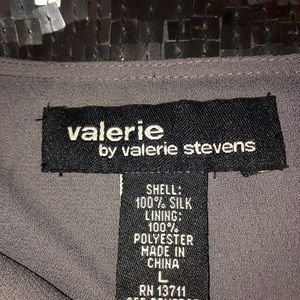 valerie
by valerie stevens
SHELL:
100% SILK
LINING:
100%
POLYESTER
MADE IN
CHINA
L
RN 13711